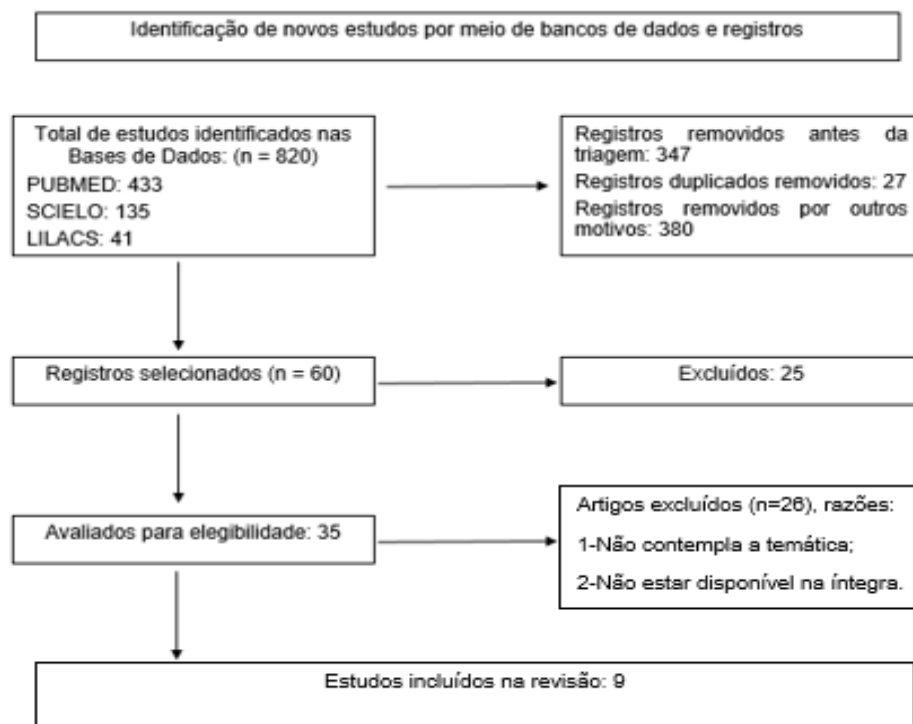 Identificação de novos estudos por meio de bancos de dados e registros
Total de estudos identificados nas
Bases de Dados: (n = 820)
PUBMED: 433
SCIELO: 135
LILACS: 41
Registros removidos antes da
triagem: 347
Registros duplicados removidos: 27
Registros removidos por outros
motivos: 380
Registros selecionados (n = 60)
Excluídos: 25
Avaliados para elegibilidade: 35
Artigos excluídos (n=26), razões:
1-Não contempla a temática;
2-Não estar disponível na íntegra.
Estudos incluídos na revisão: 9